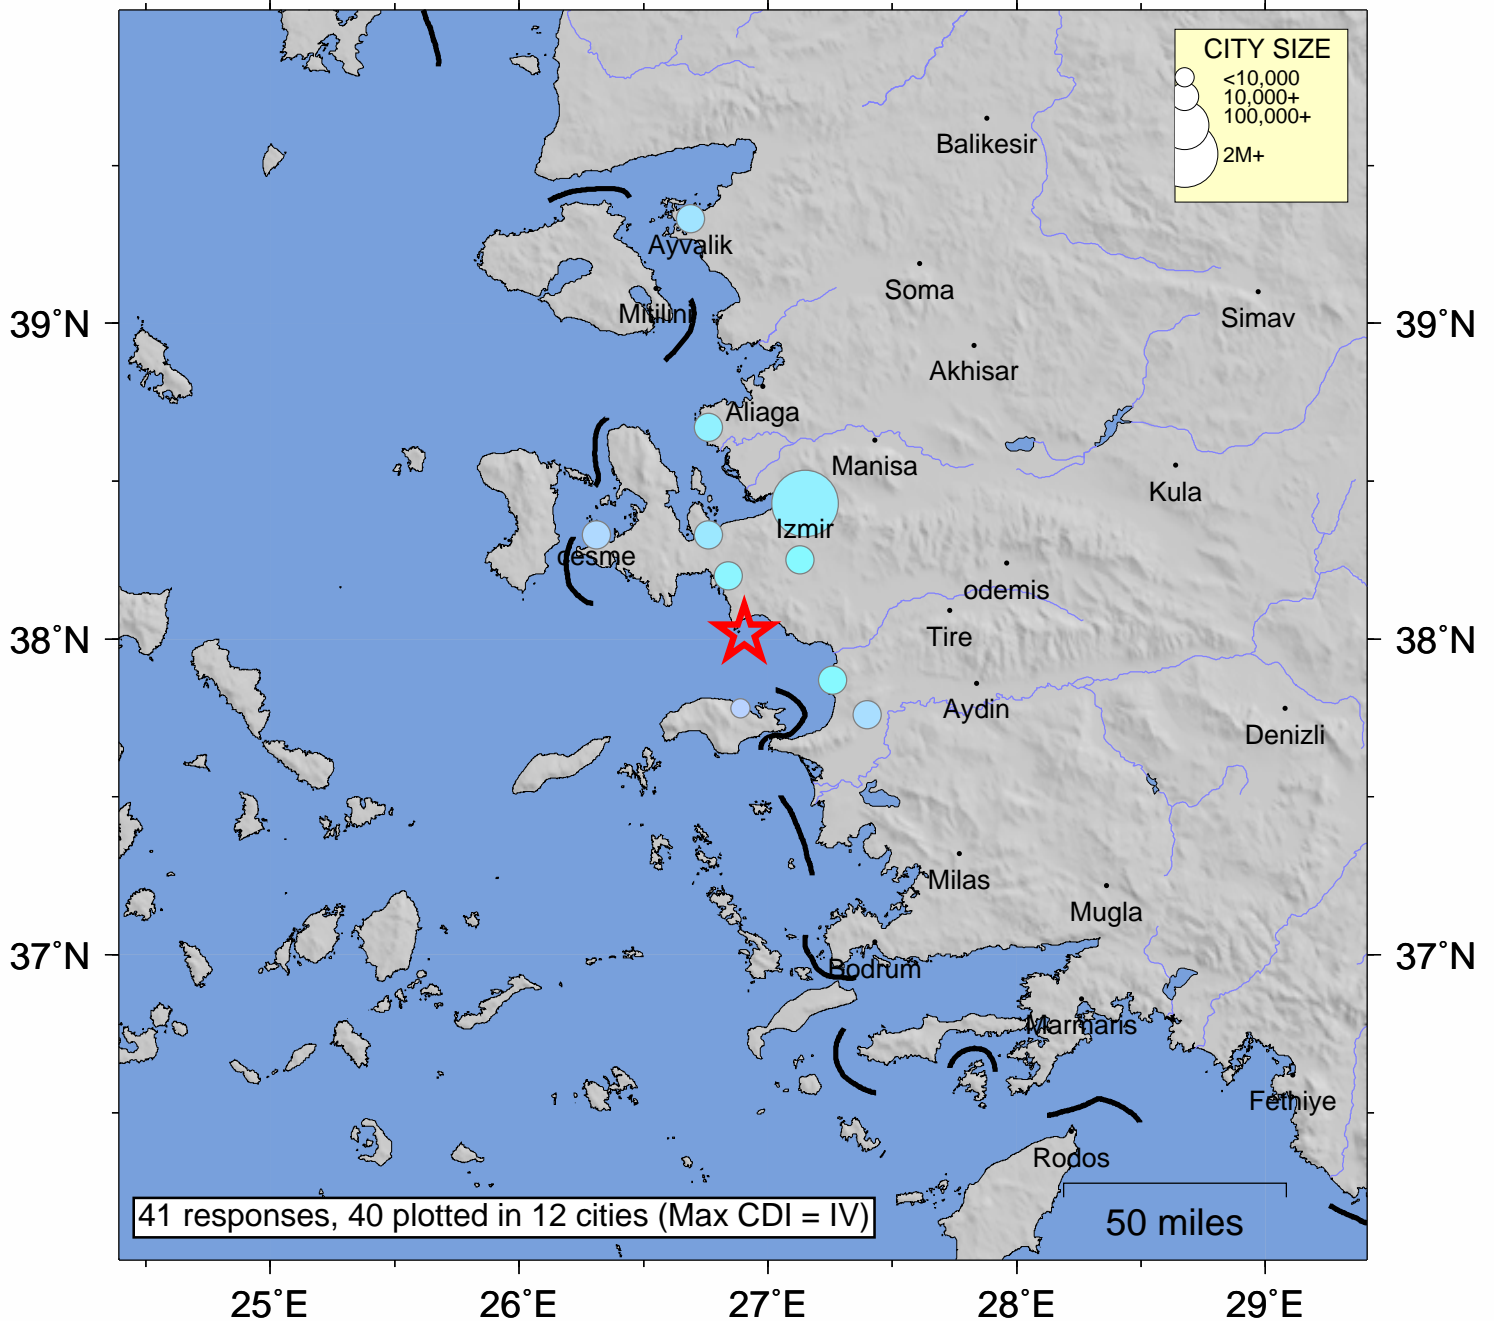 CITY SIZE
<10,000
10,000+
100,000+
2M+
Balikesir
Ayvalik
Soma
Simav
Mitilini
39˚N
39˚N
Akhisar
Aliaga
Manisa
Kula
Izmir
cesme
odemis
38˚N
38˚N
Tire
Aydin
Denizli
Milas
Mugla
37˚N
37˚N
Bodrum
Marmaris
Fethiye
Rodos
41 responses, 40 plotted in 12 cities (Max CDI = IV)
50 miles
25˚E
26˚E
27˚E
28˚E
29˚E